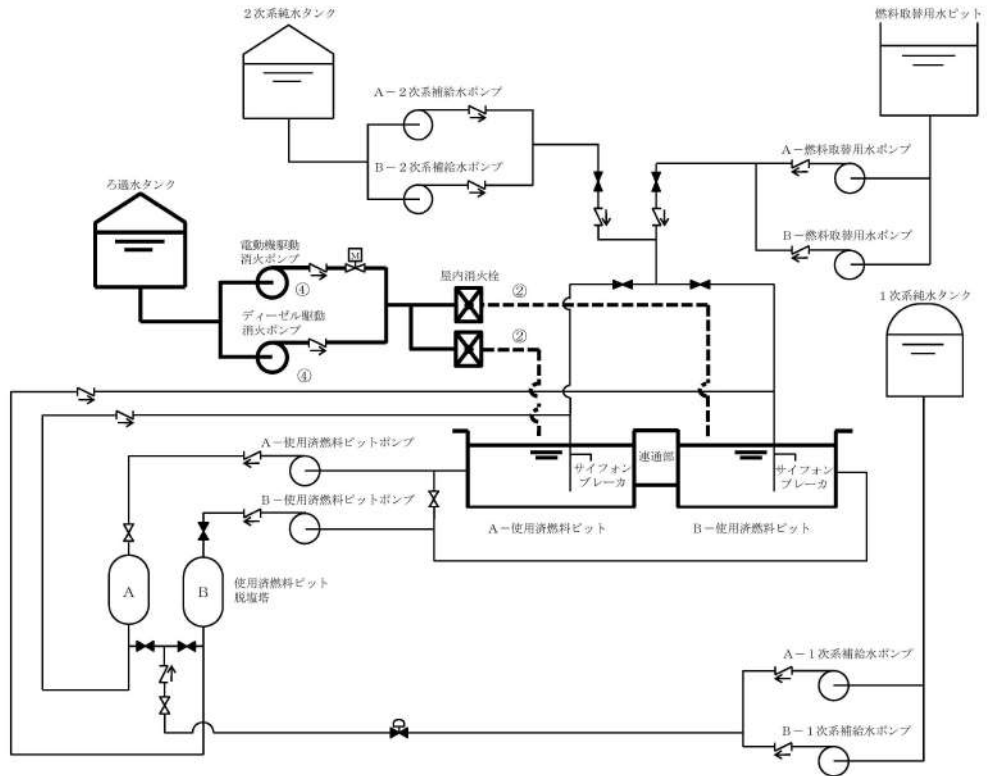 2次系純水タンク
燃料取替用水ピット
A－2次系補給水ポンプ
B－2次系補給水ポンプ
A－燃料取替用水ポンプ
B－燃料取替用水ポンプ
ろ過水タンク
電動機駆動
消火ポンプ
M
④
ディーゼル駆動
消火ポンプ
④
屋内消火栓
②
②
1次系純水タンク
A－使用済燃料ピットポンプ
B－使用済燃料ピットポンプ
サイフォン
ブレーカ
連通部
サイフォン
ブレーカ
A－使用済燃料ピット
B－使用済燃料ピット
A
B
使用済燃料ピット
脱塩塔
A－1次系補給水ポンプ
B－1次系補給水ポンプ